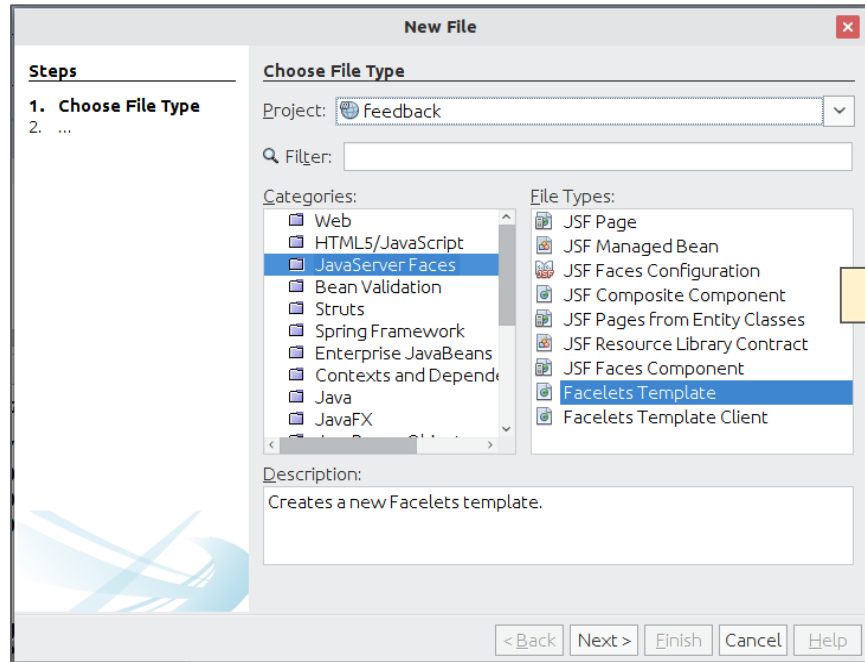 New File
Steps
1. Choose File Type
2. ...
Choose File Type
Project: feedback
Filter:
Categories:
Web
HTML5/JavaScript
JavaServer Faces
Bean Validation
Struts
Spring Framework
Enterprise JavaBeans
Contexts and Depende
Java
JavaFX
File Types:
JSF Page
JSF Managed Bean
JSF Faces Configuration
JSF Composite Component
JSF Pages from Entity Classes
JSF Resource Library Contract
JSF Faces Component
Facelets Template
Facelets Template Client
Description:
Creates a new Facelets template.
< Back Next > Finish Cancel Help